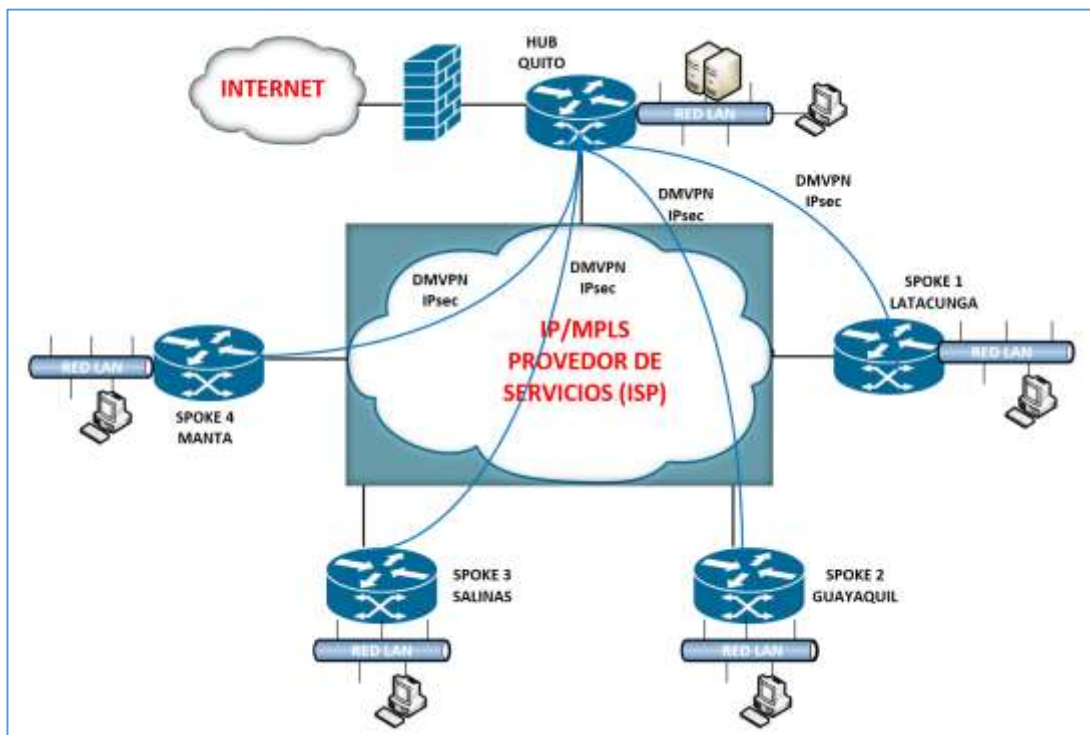 HUB
QUITO
INTERNET
RED LAN
DMVPN
IPsec
DMVPN
IPsec
DMVPN
IPsec
DMVPN
IPsec
SPOKE 1
LATACUNGA
IP/MPLS
PROVEDOR DE
SERVICIOS (ISP)
RED LAN
RED LAN
SPOKE 4
MANTA
SPOKE 3
SALINAS
SPOKE 2
GUAYAQUIL
RED LAN
RED LAN